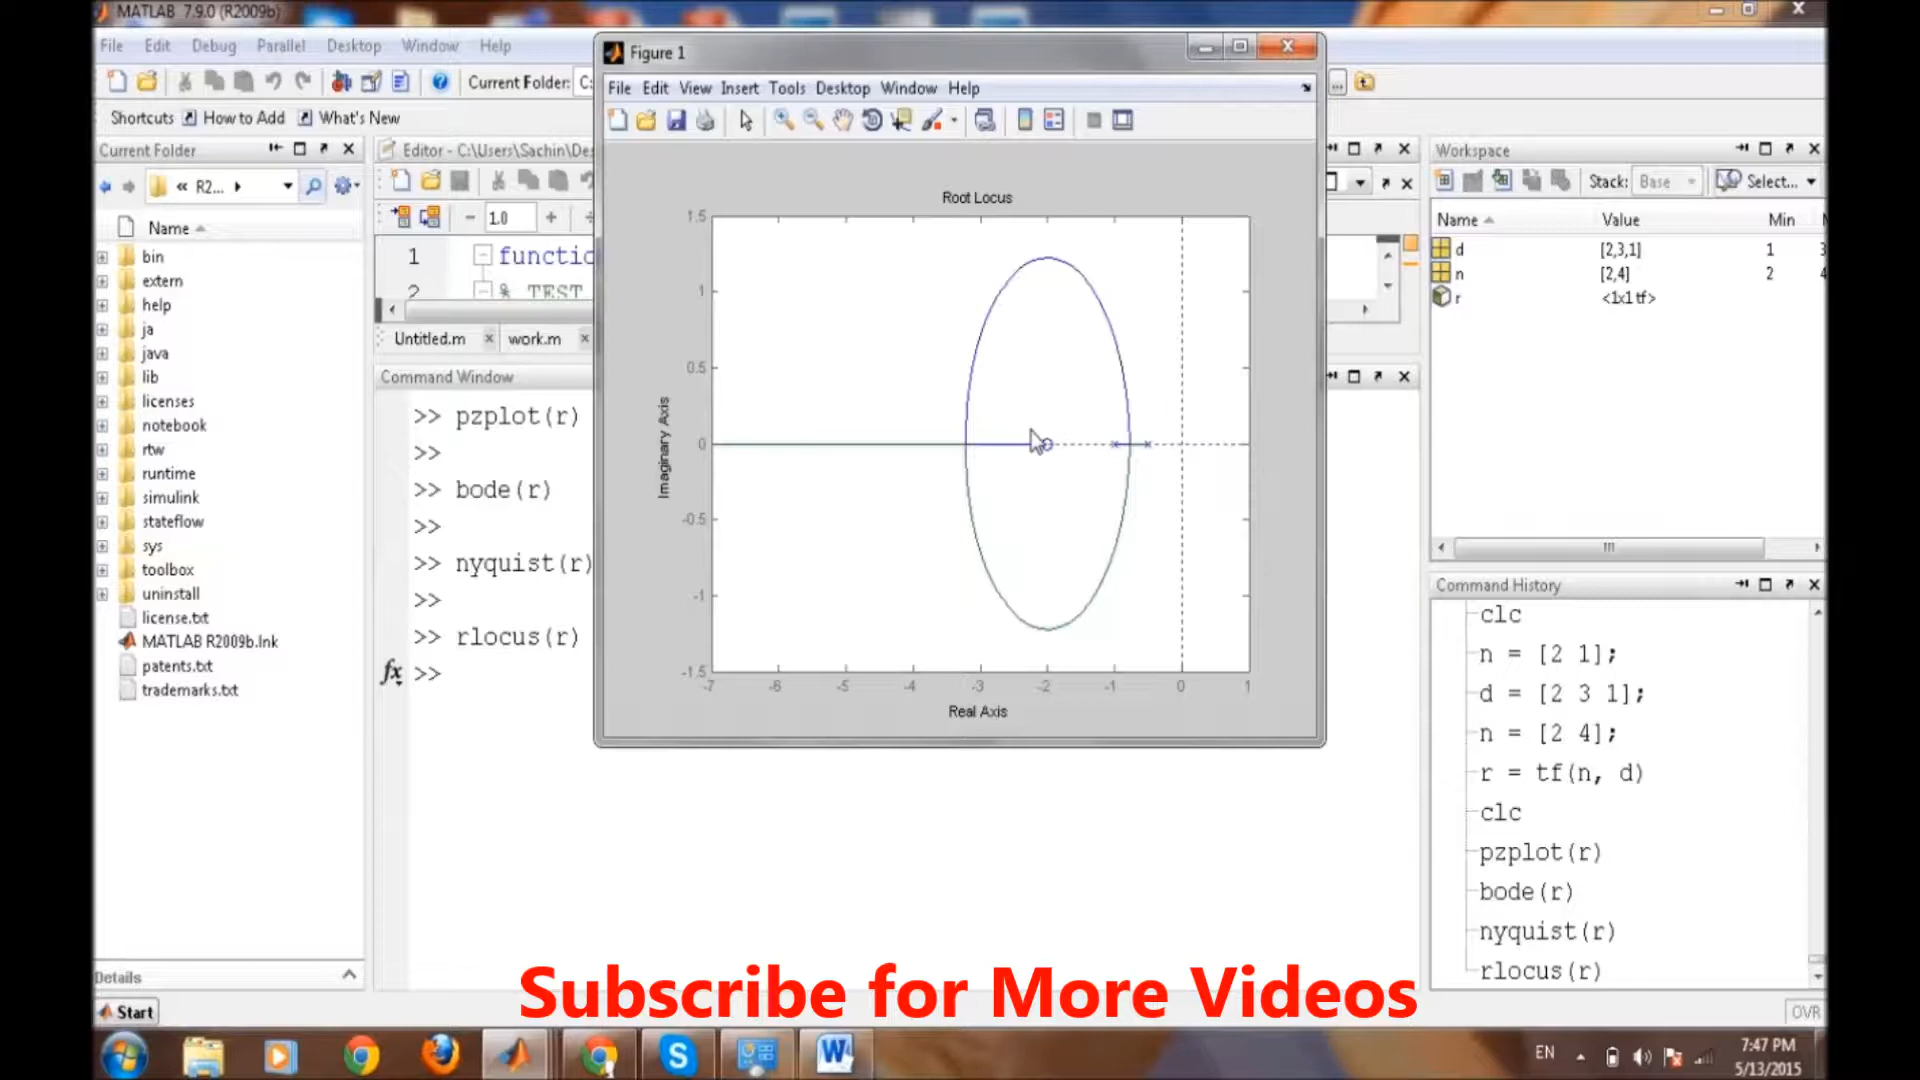 MATLAB 7.9.0 (R2009b)
File Edit Debug Parallel Desktop Window Help
Current Folder: C:
Shortcuts How to Add What's New
Current Folder
« R2...
Name
bin
extern
help
ja
java
lib
licenses
notebook
rtw
runtime
simulink
stateflow
sys
toolbox
uninstall
license.txt
MATLAB R2009b.lnk
patents.txt
trademarks.txt
Details
Start
Editor - C:\Users\Sachin\Des
1.0
1 functio
2 % TEST
Untitled.m work.m
Command Window
>> pzplot(r)
>>
>> bode(r)
>>
>> nyquist(r)
>>
>> rlocus(r)
fx >>
Figure 1
File Edit View Insert Tools Desktop Window Help
Root Locus
Imaginary Axis
1.5
1
0.5
0
-0.5
-1
-1.5
-7 -6 -5 -4 -3 -2 -1 0 1
Real Axis
Workspace
Stack: Base Select...
Name Value Min
d [2,3,1] 1 3
n [2,4] 2 4
r <1x1 tf>
Command History
clc
n = [2 1];
d = [2 3 1];
n = [2 4];
r = tf(n, d)
clc
pzplot(r)
bode(r)
nyquist(r)
rlocus(r)
OVR
Subscribe for More Videos
EN
7:47 PM
5/13/2015